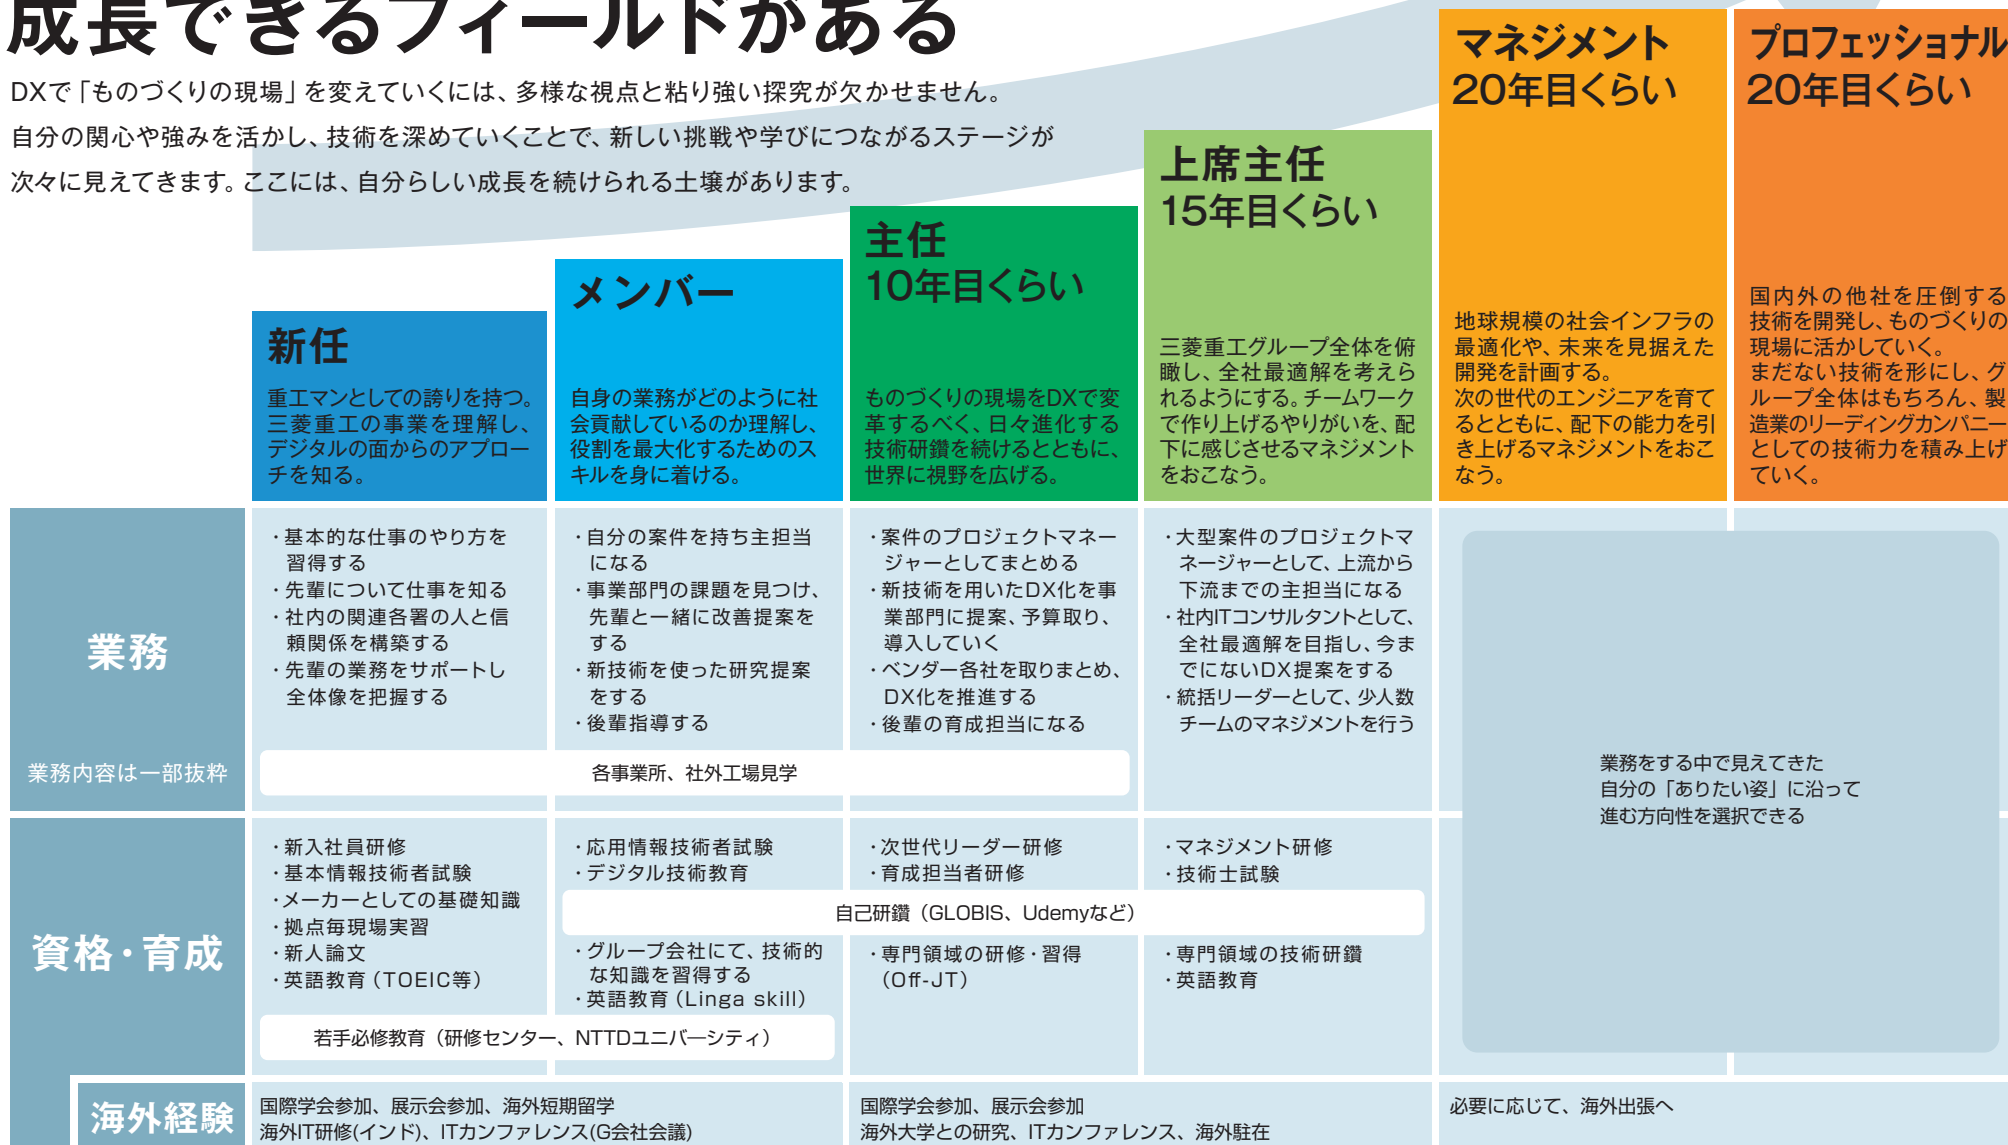 成長できるフィールドがある
DXで「ものづくりの現場」を変えていくには、多様な視点と粘り強い探究が欠かせません。
自分の関心や強みを活かし、技術を深めていくことで、新しい挑戦や学びにつながるステージが
次々に見えてきます。ここには、自分らしい成長を続けられる土壌があります。
新任
重工マンとしての誇りを持つ。
三菱重工の事業を理解し、
デジタルの面からのアプロー
チを知る。
メンバー
自身の業務がどのように社
会貢献しているのか理解し、
役割を最大化するためのス
キルを身に着ける。
主任
10年目くらい
ものづくりの現場をDXで変
革するべく、日々進化する
技術研鑽を続けるとともに、
世界に視野を広げる。
上席主任
15年目くらい
三菱重工グループ全体を俯
瞰し、全社最適解を考えら
れるようにする。チームワーク
で作り上げるやりがいを、配
下に感じさせるマネジメント
をおこなう。
マネジメント
20年目くらい
地球規模の社会インフラの
最適化や、未来を見据えた
開発を計画する。
次の世代のエンジニアを育て
るとともに、配下の能力を引
き上げるマネジメントをおこ
なう。
プロフェッショナル
20年目くらい
国内外の他社を圧倒する
技術を開発し、ものづくりの
現場に活かしていく。
まだない技術を形にし、グ
ループ全体はもちろん、製
造業のリーディングカンパニー
としての技術力を積み上げ
ていく。
業務
業務内容は一部抜粋
・基本的な仕事のやり方を
習得する
・先輩について仕事を知る
・社内の関連各署の人と信
頼関係を構築する
・先輩の業務をサポートし
全体像を把握する
・自分の案件を持ち主担当
になる
・事業部門の課題を見つけ、
先輩と一緒に改善提案を
する
・新技術を使った研究提案
をする
・後輩指導する
・案件のプロジェクトマネー
ジャーとしてまとめる
・新技術を用いたDX化を事
業部門に提案、予算取り、
導入していく
・ベンダー各社を取りまとめ、
DX化を推進する
・後輩の育成担当になる
・大型案件のプロジェクトマ
ネージャーとして、上流から
下流までの主担当になる
・社内ITコンサルタントとして、
全社最適解を目指し、今ま
でにないDX提案をする
・統括リーダーとして、少人数
チームのマネジメントを行う
各事業所、社外工場見学
業務をする中で見えてきた
自分の「ありたい姿」に沿って
進む方向性を選択できる
資格・育成
・新入社員研修
・基本情報技術者試験
・メーカーとしての基礎知識
・拠点毎現場実習
・新人論文
・英語教育(TOEIC等)
・応用情報技術者試験
・デジタル技術教育
・次世代リーダー研修
・育成担当者研修
・マネジメント研修
・技術士試験
自己研鑽（GLOBIS、Udemyなど）
・グループ会社にて、技術的
な知識を習得する
・英語教育(Linga skill)
・専門領域の研修・習得
(Off-JT)
・専門領域の技術研鑽
・英語教育
若手必修教育（研修センター、NTTDユニバーシティ）
海外経験
国際学会参加、展示会参加、海外短期留学
海外IT研修(インド)、ITカンファレンス(G会社会議)
国際学会参加、展示会参加
海外大学との研究、ITカンファレンス、海外駐在
必要に応じて、海外出張へ